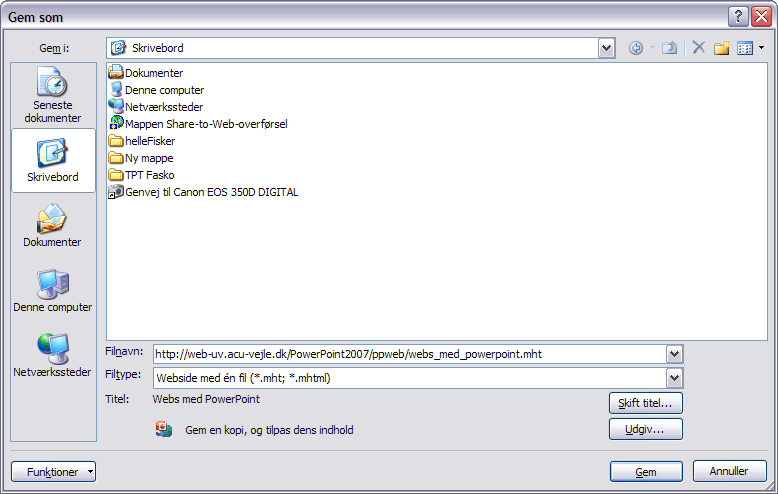 Gem som
Gem i:
Skrivebord
Seneste
dokumenter
Skrivebord
Dokumenter
Denne computer
Netværkssteder
Dokumenter
Denne computer
Netværkssteder
Mappen Share-to-Web-overførsel
helleFisker
Ny mappe
TPT Fasko
Genvej til Canon EOS 350D DIGITAL
Filnavn:
http://web-uv.acu-vejle.dk/PowerPoint2007/ppweb/webs_med_powerpoint.mht
Filtype:
Webside med én fil (*.mht; *.mhtml)
Titel:
Webs med PowerPoint
Skift titel...
Gem en kopi, og tilpas dens indhold
Udgiv...
Funktioner
Gem
Annuller